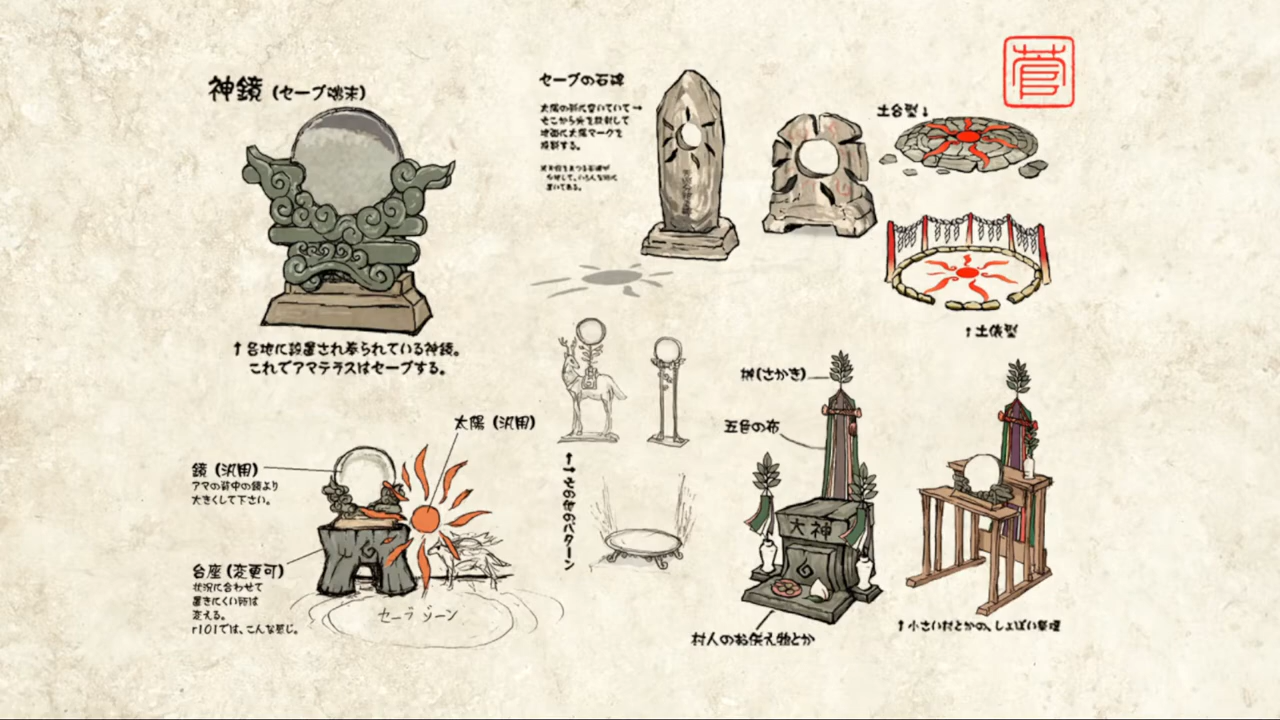 神鏡 (セーブ端末)
↑各地に設置され奉られている神鏡。
これでアマテラスはセーブする。
セーブの石碑
太陽の形に空いていて→
そこから光を放射して
地面に太陽マークを
投影する。
土台型↓
↑土俵型
太陽 (汎用)
鏡 (汎用)
アマの背中の鏡より
大きくして下さい。
台座 (変更可)
状況に合わせて
置きにくい所は
変える。
r101では、こんな感じ。
セーブゾーン
その他のパターン
榊(さかき)
五色の布
大神
村人のお供え物とか
↑小さい村とかの、しょぼい祭壇
菅